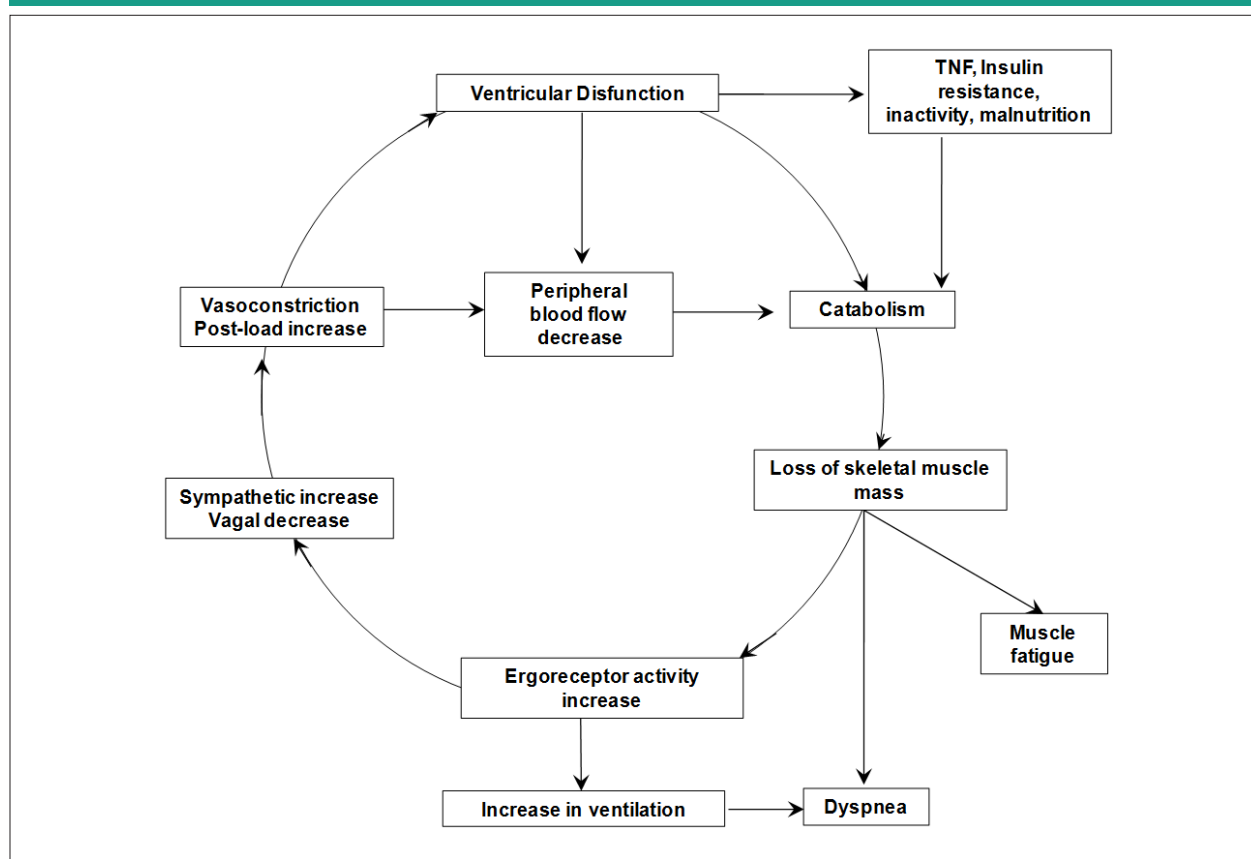 Ventricular Disfunction
TNF, Insulin
resistance,
inactivity, malnutrition
Vasoconstriction
Post-load increase
Peripheral
blood flow
decrease
Catabolism
Loss of skeletal muscle
mass
Sympathetic increase
Vagal decrease
Muscle
fatigue
Ergoreceptor activity
increase
Increase in ventilation
Dyspnea